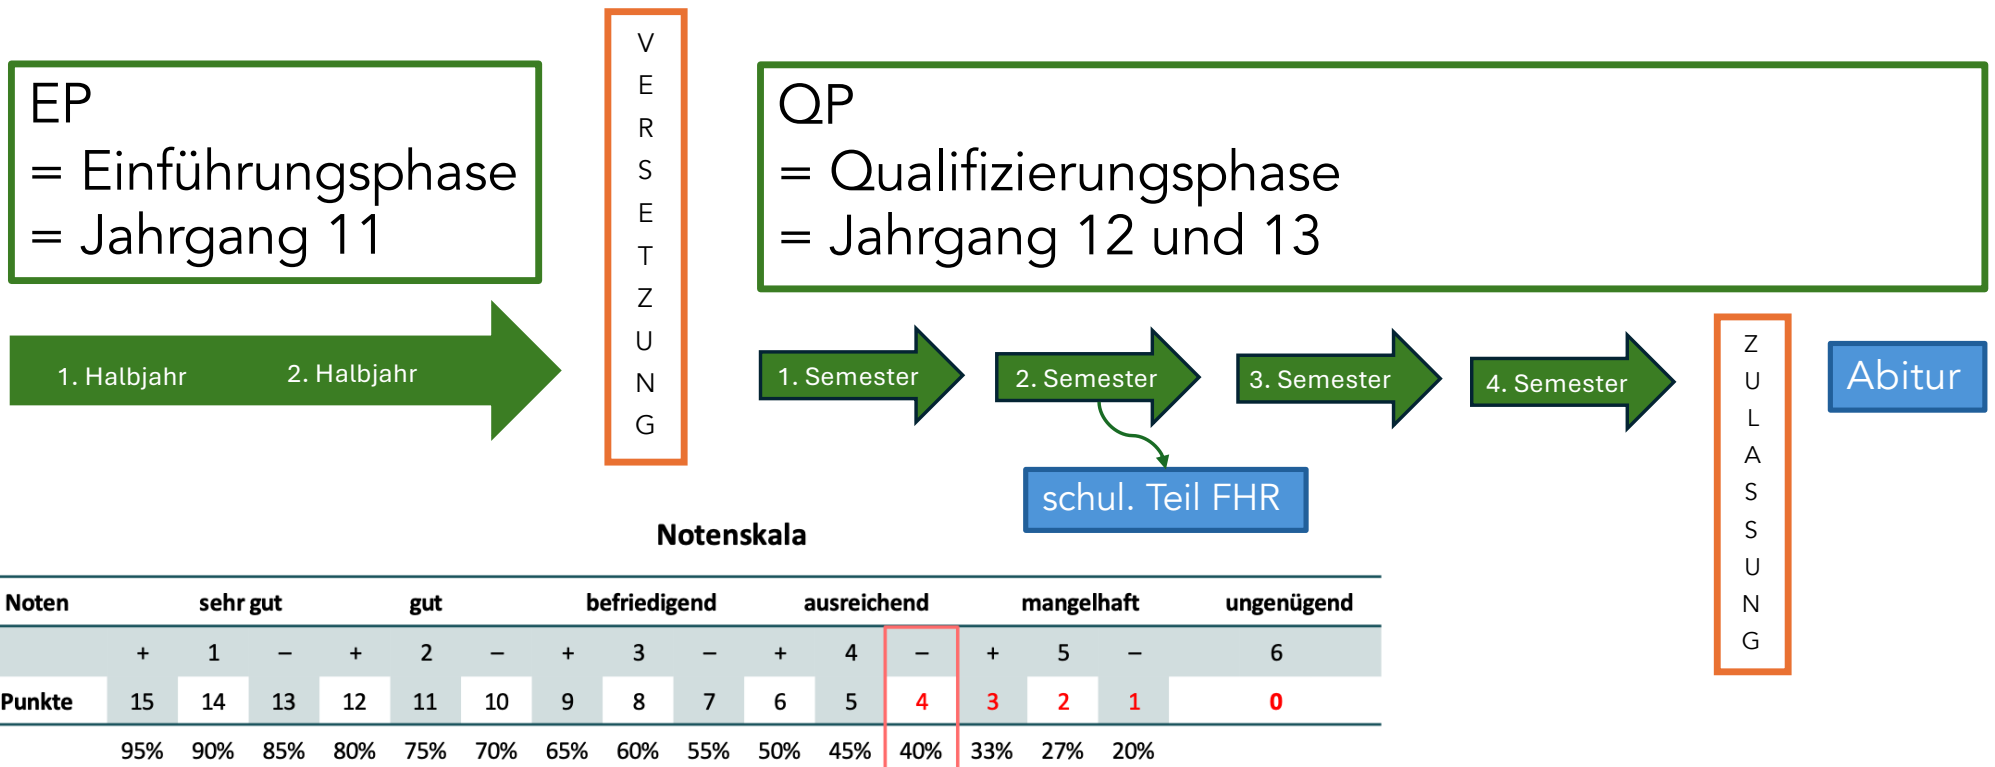 EP
= Einführungsphase
= Jahrgang 11
VERSETZUNG
QP
= Qualifizierungsphase
= Jahrgang 12 und 13
1. Halbjahr 2. Halbjahr
1. Semester 2. Semester 3. Semester 4. Semester
ZULASSUNG
Abitur
schul. Teil FHR
Notenskala
Noten sehr gut gut befriedigend ausreichend mangelhaft ungenügend
+ 1 – + 2 – + 3 – + 4 – + 5 – 6
Punkte 15 14 13 12 11 10 9 8 7 6 5 4 3 2 1 0
95% 90% 85% 80% 75% 70% 65% 60% 55% 50% 45% 40% 33% 27% 20%